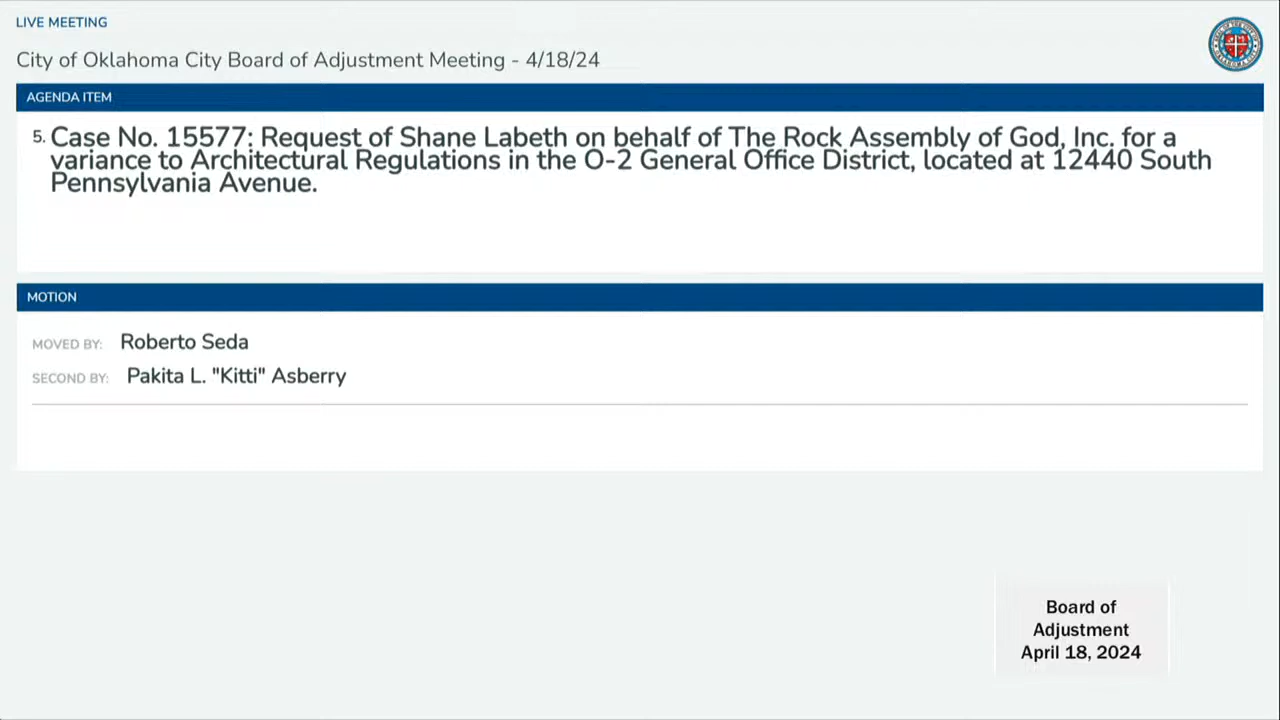 LIVE MEETING
City of Oklahoma City Board of Adjustment Meeting - 4/18/24
AGENDA ITEM
5. Case No. 15577: Request of Shane Labeth on behalf of The Rock Assembly of God, Inc. for a
variance to Architectural Regulations in the O-2 General Office District, located at 12440 South
Pennsylvania Avenue.
MOTION
MOVED BY: Roberto Seda
SECOND BY: Pakita L. "Kitti" Asberry
Board of
Adjustment
April 18, 2024